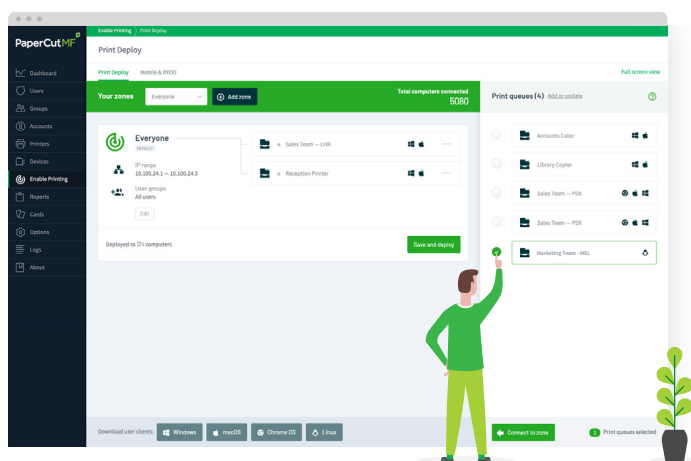 Enable Printing > Print Deploy
PaperCut MF
Print Deploy
Print Deploy Mobile & BYOD Full screen view
Dashboard
Users
Groups
Accounts
Printers
Devices
Enable Printing
Reports
Cards
Options
Logs
About
Your zones Everyone Add zone Total computers connected
5080
Everyone
DEFAULT
IP range
10.100.24.1 — 10.100.24.3
User groups
All users
Edit
Sales Team — LHR
Reception Printer
Deployed to 124 computers Save and deploy
Print queues (4) Add or update
Accounts Color
Library Copier
Sales Team — PDX
Sales Team — PDX
Marketing Team - MEL
Download user clients: Windows macOS Chrome OS Linux
Connect to zone 1 Print queues selected